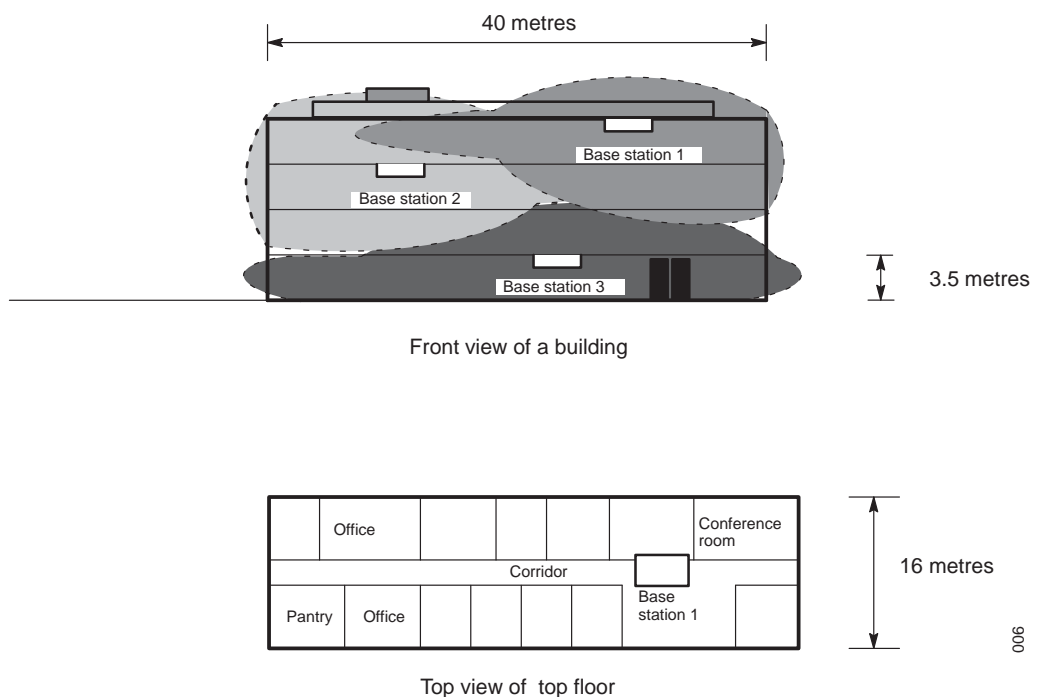 40 metres
Base station 1
Base station 2
Base station 3
3.5 metres
Front view of a building
Office
Conference
room
Corridor
16 metres
Pantry
Office
Base
station 1
006
Top view of top floor